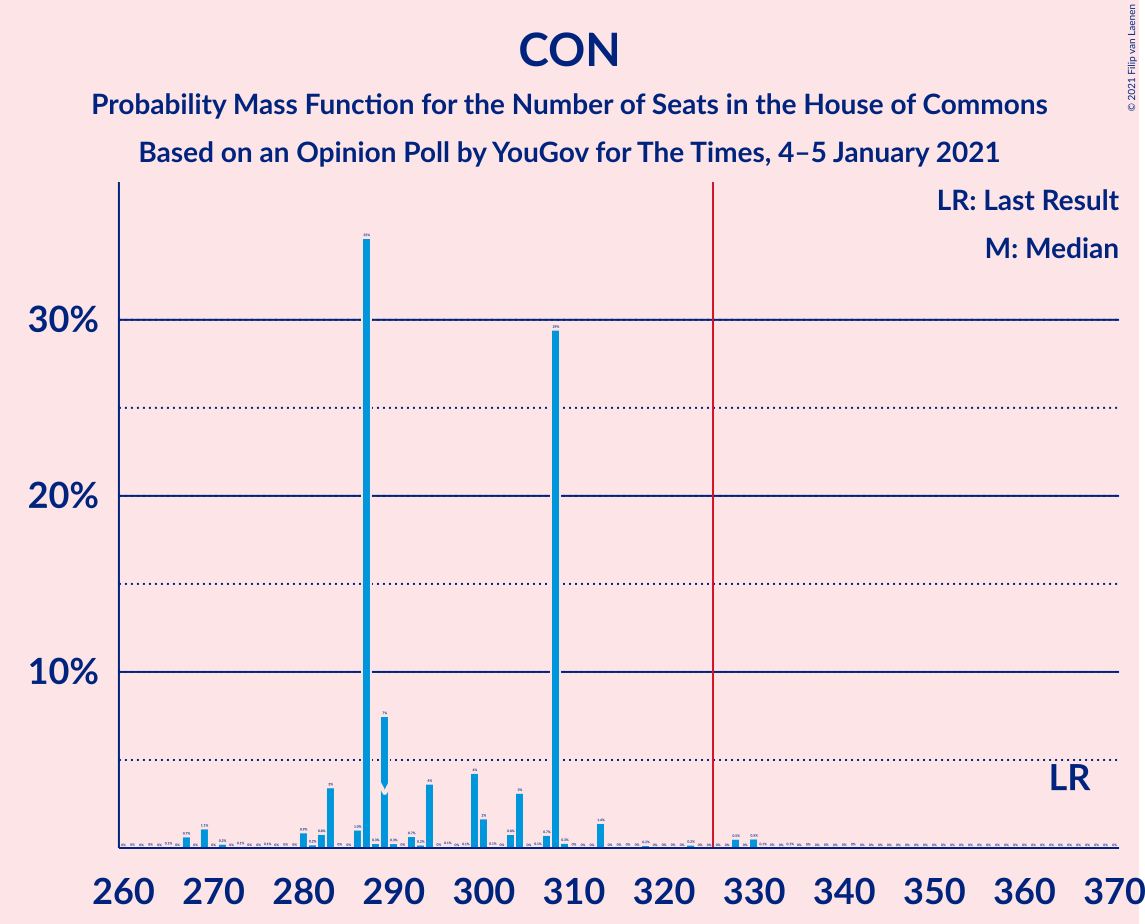 CON
Probability Mass Function for the Number of Seats in the House of Commons
Based on an Opinion Poll by YouGov for The Times, 4–5 January 2021
© 2021 Filip van Laenen
LR: Last Result
M: Median
30%
20%
10%
LR
260 270 280 290 300 310 320 330 340 350 360 370